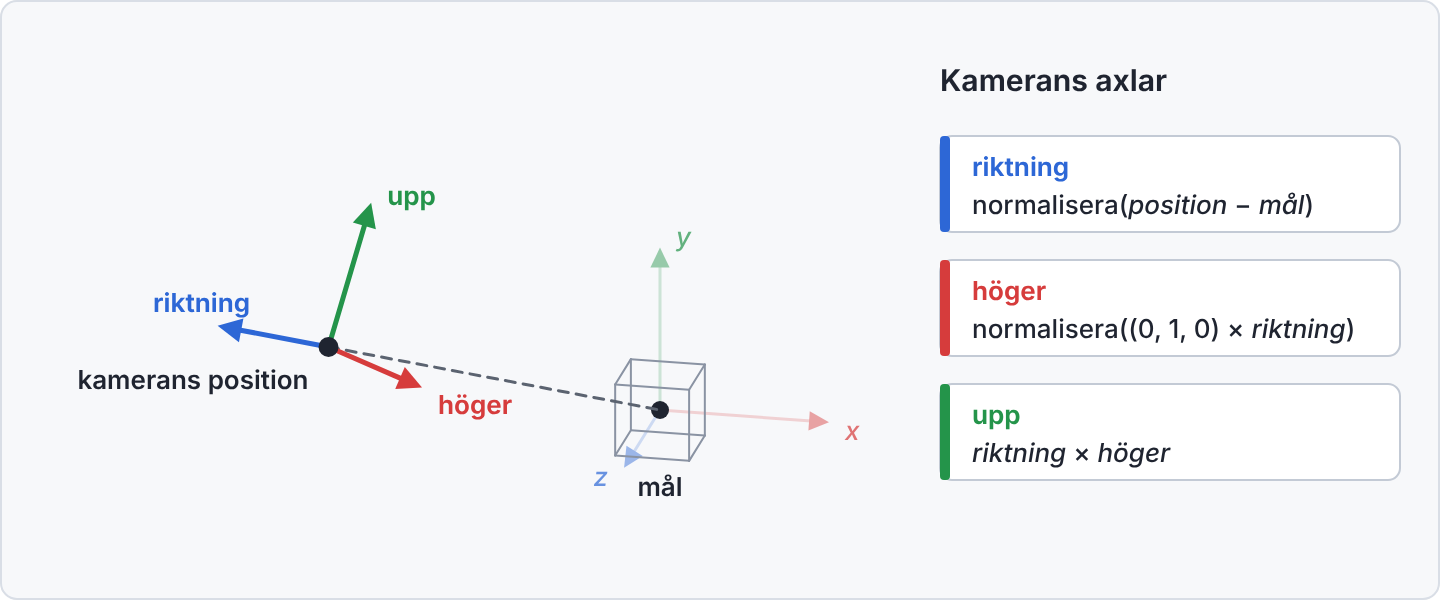 Kamerans axlar
riktning
normalisera(position − mål)
höger
normalisera((0, 1, 0) × riktning)
upp
riktning × höger
upp
y
riktning
kamerans position
höger
x
z
mål